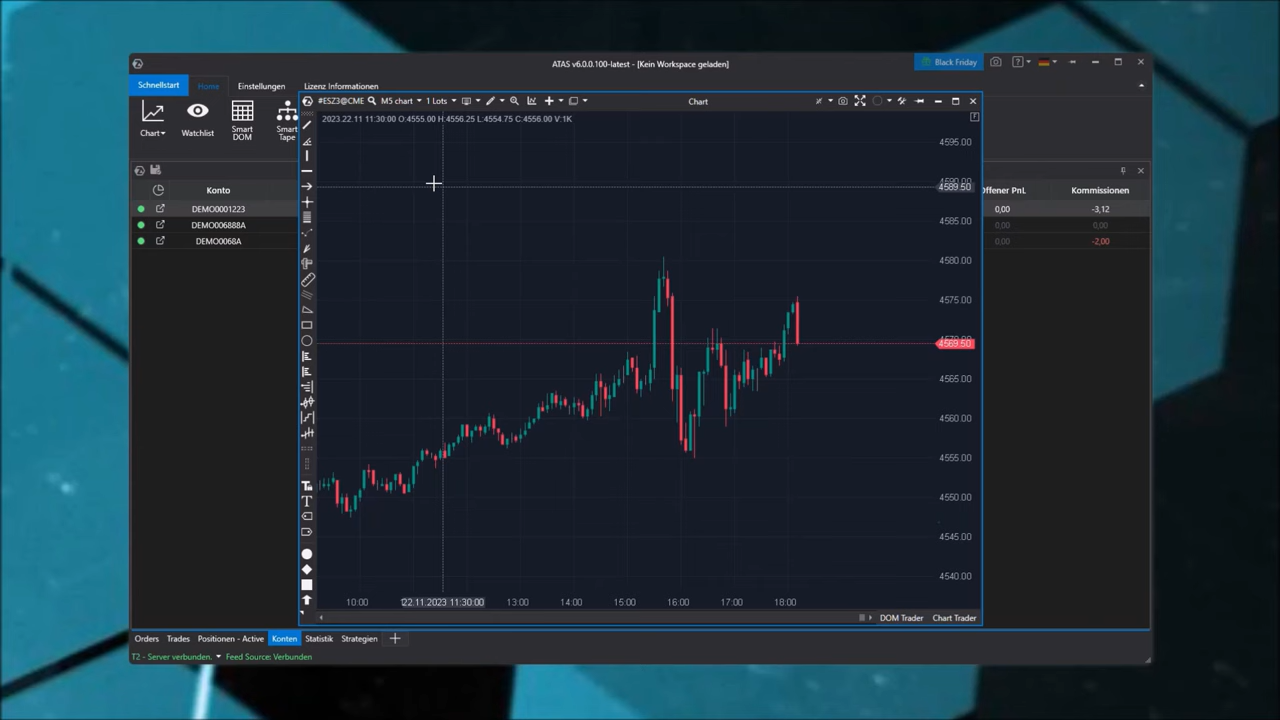 ATAS v6.0.0.100-latest - [Kein Workspace geladen]
Black Friday
Schnellstart
Home
Einstellungen
Lizenz Informationen
Chart
Watchlist
Smart
DOM
Smart
Tape
#ESZ3@CME
M5 chart
1 Lots
Chart
2023.22.11 11:30:00 O:4555.00 H:4556.25 L:4554.75 C:4556.00 V:1K
F
Konto
DEMO0001223
DEMO006888A
DEMO0068A
Offener PnL
Kommissionen
0,00
-3,12
0,00
0,00
0,00
-2,00
4595.00
4589.50
4585.00
4580.00
4575.00
4569.50
4565.00
4560.00
4555.00
4550.00
4545.00
4540.00
10:00
22.11.2023 11:30:00
13:00
14:00
15:00
16:00
17:00
18:00
DOM Trader
Chart Trader
Orders
Trades
Positionen - Active
Konten
Statistik
Strategien
T2 - Server verbunden.
Feed Source: Verbunden